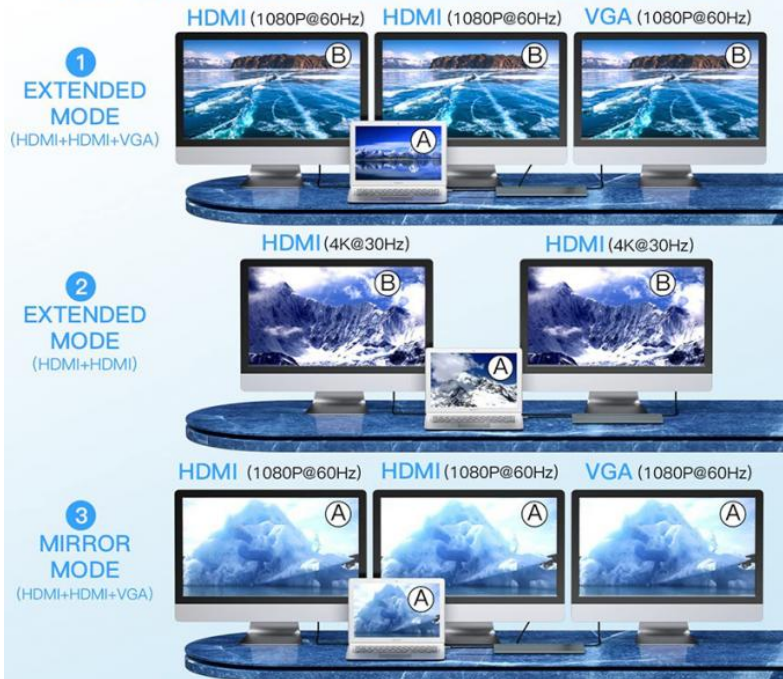 HDMI (1080P@60Hz) HDMI (1080P@60Hz) VGA (1080P@60Hz)
1
EXTENDED
MODE
(HDMI+HDMI+VGA)
B B B
A
HDMI (4K@30Hz) HDMI (4K@30Hz)
2
EXTENDED
MODE
(HDMI+HDMI)
B B
A
HDMI (1080P@60Hz) HDMI (1080P@60Hz) VGA (1080P@60Hz)
3
MIRROR
MODE
(HDMI+HDMI+VGA)
A A A
A